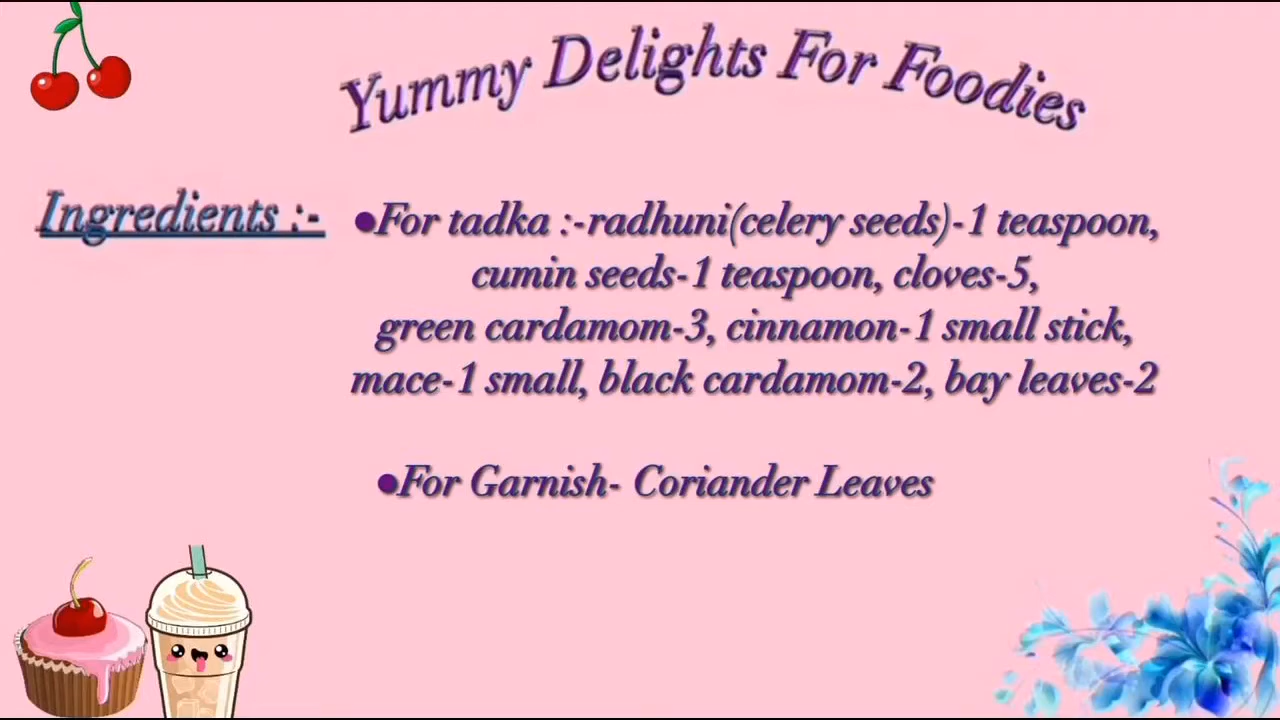 Yummy Delights For Foodies
Ingredients :-
●For tadka :-radhuni(celery seeds)-1 teaspoon,
cumin seeds-1 teaspoon, cloves-5,
green cardamom-3, cinnamon-1 small stick,
mace-1 small, black cardamom-2, bay leaves-2
●For Garnish- Coriander Leaves